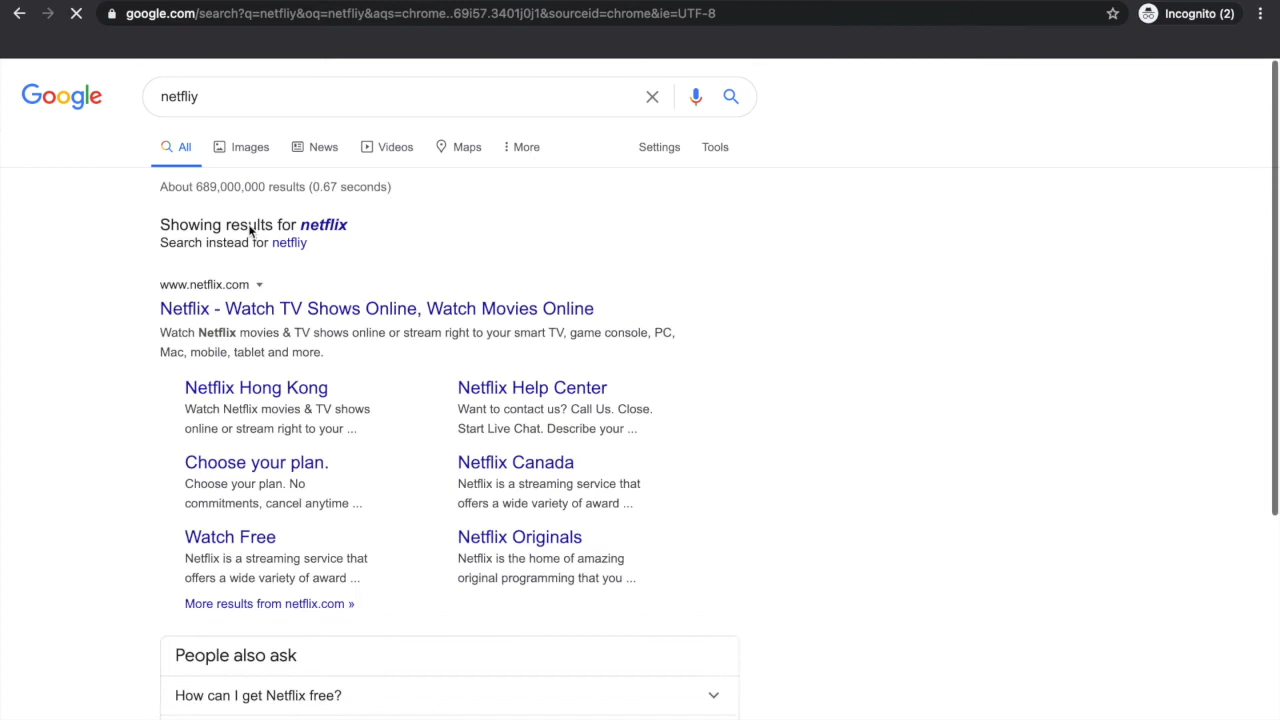 google.com/search?q=netfliy&oq=netfliy&aqs=chrome..69i57.3401j0j1&sourceid=chrome&ie=UTF-8
Incognito (2)
Google
netfliy
All Images News Videos Maps More Settings Tools
About 689,000,000 results (0.67 seconds)
Showing results for netflix
Search instead for netfliy
www.netflix.com
Netflix - Watch TV Shows Online, Watch Movies Online
Watch Netflix movies & TV shows online or stream right to your smart TV, game console, PC,
Mac, mobile, tablet and more.
Netflix Hong Kong
Watch Netflix movies & TV shows
online or stream right to your ...
Netflix Help Center
Want to contact us? Call Us. Close.
Start Live Chat. Describe your ...
Choose your plan.
Choose your plan. No
commitments, cancel anytime ...
Netflix Canada
Netflix is a streaming service that
offers a wide variety of award ...
Watch Free
Netflix is a streaming service that
offers a wide variety of award ...
Netflix Originals
Netflix is the home of amazing
original programming that you ...
More results from netflix.com »
People also ask
How can I get Netflix free?